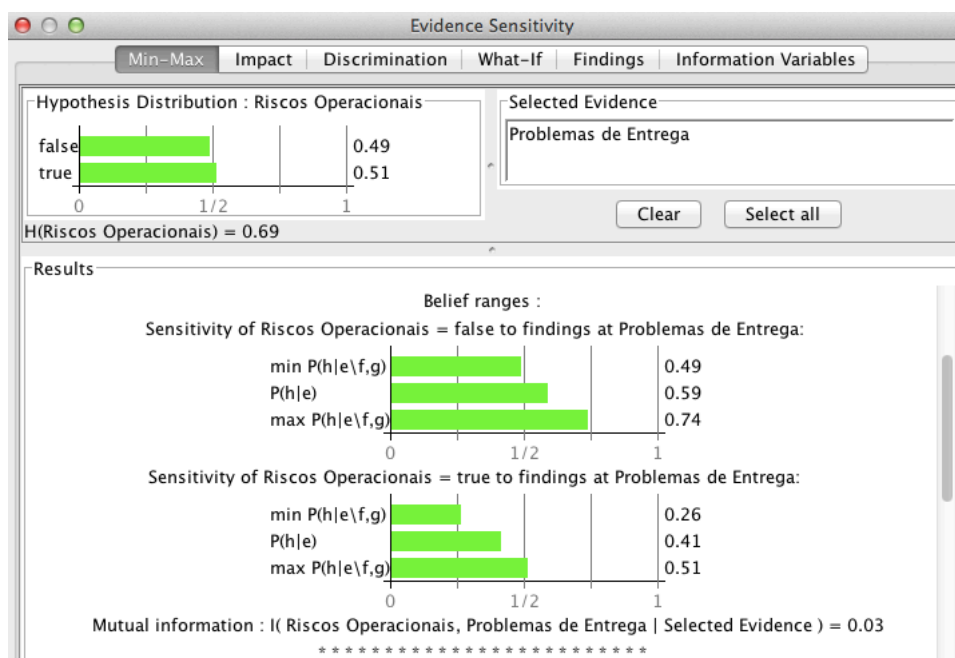 Evidence Sensitivity
Min-Max Impact Discrimination What-If Findings Information Variables
Hypothesis Distribution : Riscos Operacionais
false 0.49
true 0.51
0 1/2 1
H(Riscos Operacionais) = 0.69
Selected Evidence
Problemas de Entrega
Clear Select all
Results
Belief ranges :
Sensitivity of Riscos Operacionais = false to findings at Problemas de Entrega:
min P(h|e\f,g) 0.49
P(h|e) 0.59
max P(h|e\f,g) 0.74
0 1/2 1
Sensitivity of Riscos Operacionais = true to findings at Problemas de Entrega:
min P(h|e\f,g) 0.26
P(h|e) 0.41
max P(h|e\f,g) 0.51
0 1/2 1
Mutual information : I( Riscos Operacionais, Problemas de Entrega | Selected Evidence ) = 0.03
* * * * * * * * * * * * * * * * * * * * * * * * *